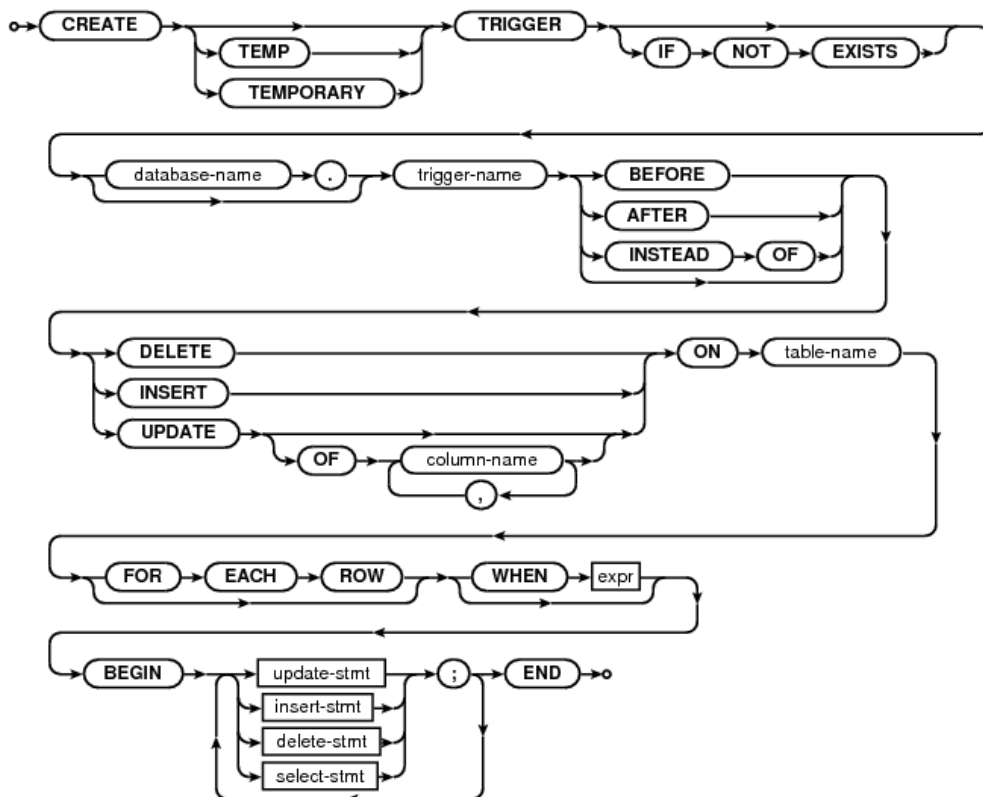 CREATE TRIGGER
TEMP IF NOT EXISTS
TEMPORARY
database-name . trigger-name BEFORE
AFTER
INSTEAD OF
DELETE ON table-name
INSERT
UPDATE
OF column-name
,
FOR EACH ROW WHEN expr
BEGIN update-stmt ; END
insert-stmt
delete-stmt
select-stmt